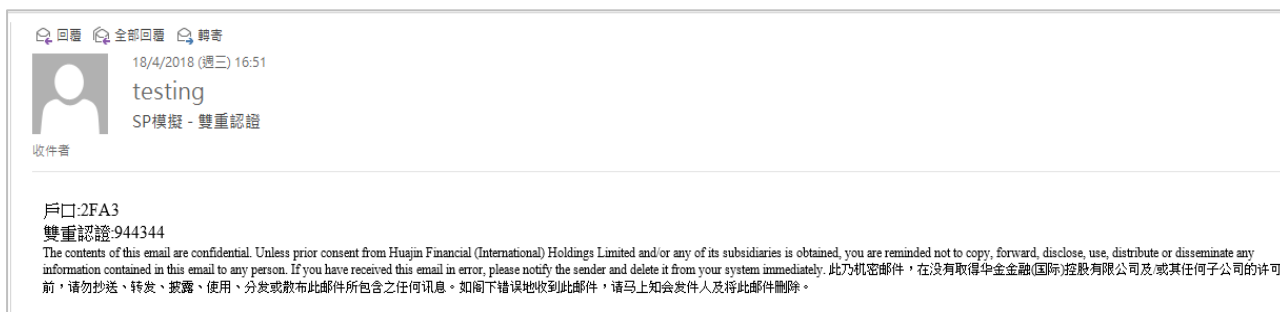 回覆 全部回覆 轉寄
18/4/2018 (週三) 16:51
testing
SP模擬 - 雙重認證
收件者
戶口:2FA3
雙重認證:944344
The contents of this email are confidential. Unless prior consent from Huajin Financial (International) Holdings Limited and/or any of its subsidiaries is obtained, you are reminded not to copy, forward, disclose, use, distribute or disseminate any
information contained in this email to any person. If you have received this email in error, please notify the sender and delete it from your system immediately. 此乃机密邮件，在没有取得华金金融(国际)控股有限公司及/或其任何子公司的许可
前，请勿抄送、转发、披露、使用、分发或散布此邮件所包含之任何讯息。如阁下错误地收到此邮件，请马上知会发件人及将此邮件删除。